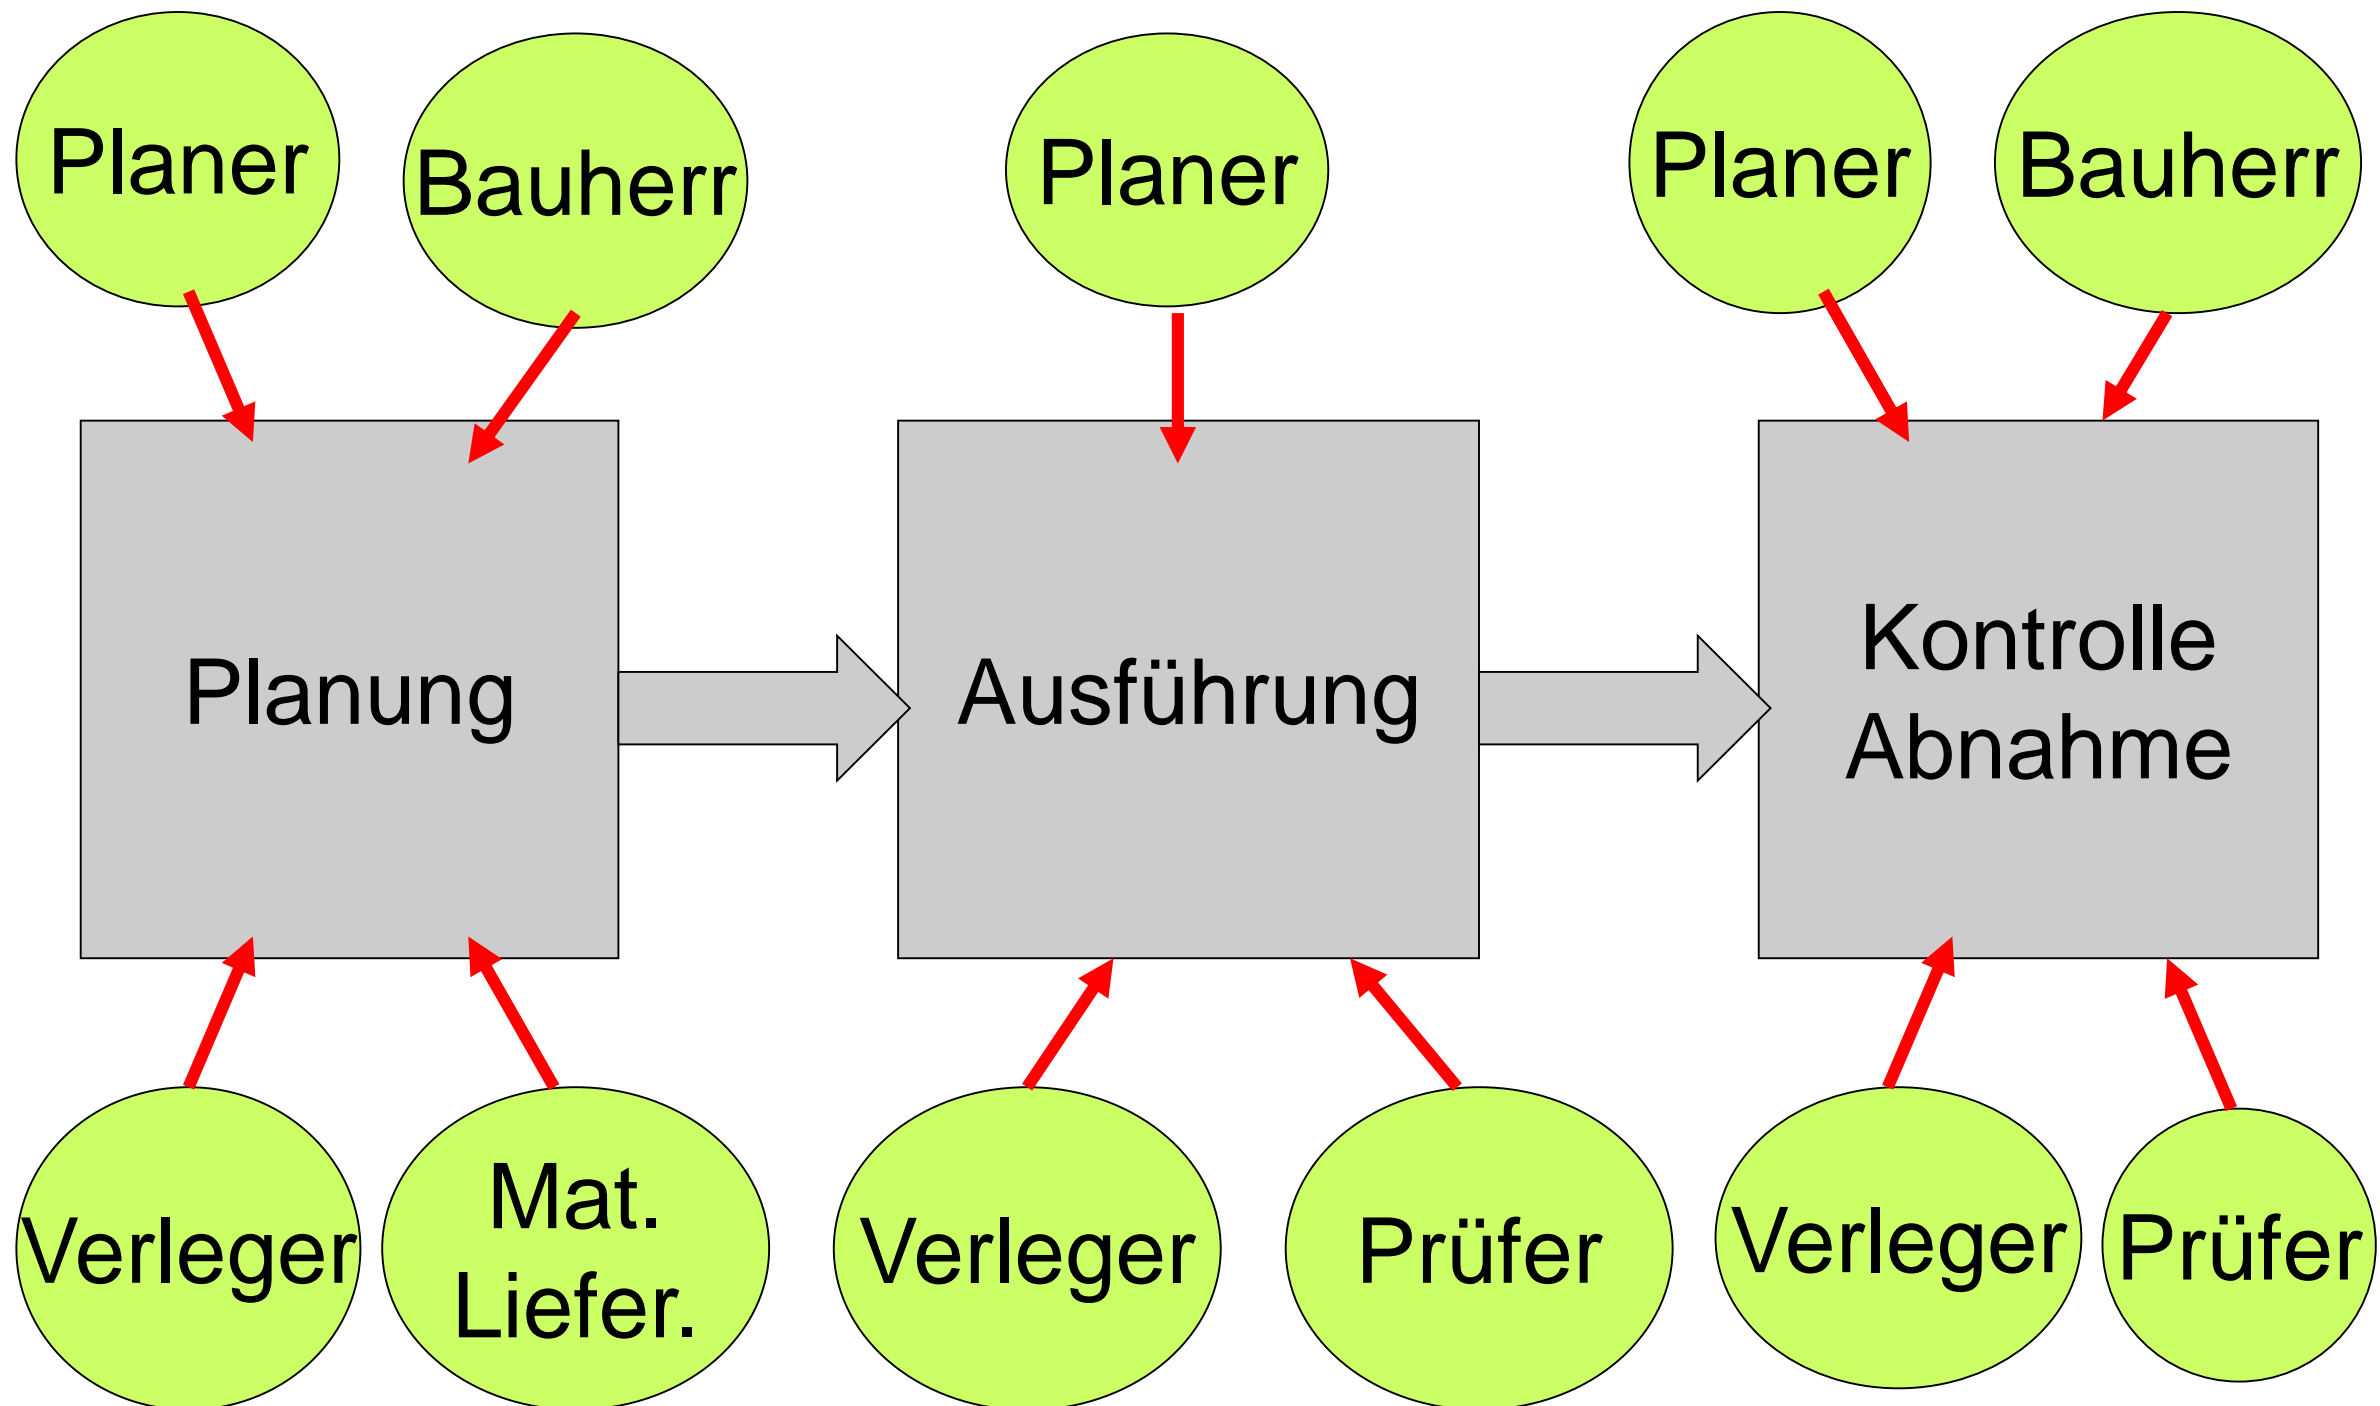 Planer
Bauherr
Planer
Planer
Bauherr
Planung
Ausführung
Kontrolle
Abnahme
Verleger
Mat.
Liefer.
Verleger
Prüfer
Verleger
Prüfer